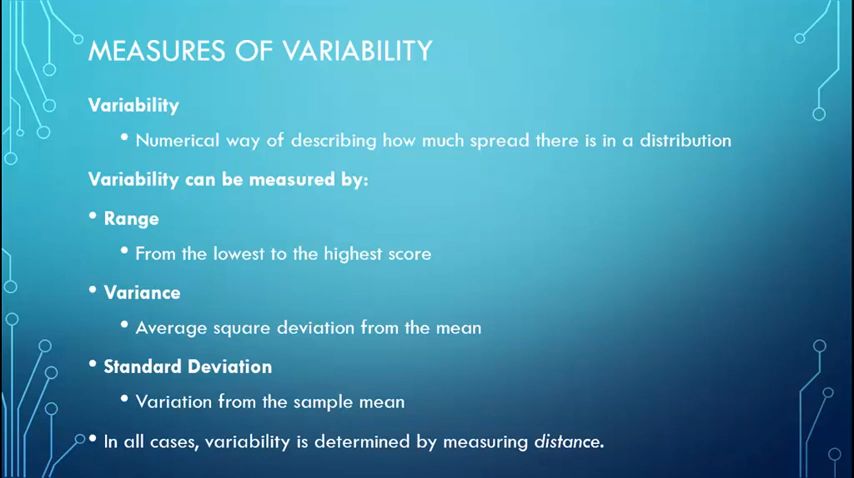 MEASURES OF VARIABILITY
Variability
• Numerical way of describing how much spread there is in a distribution
Variability can be measured by:
• Range
• From the lowest to the highest score
• Variance
• Average square deviation from the mean
• Standard Deviation
• Variation from the sample mean
• In all cases, variability is determined by measuring distance.